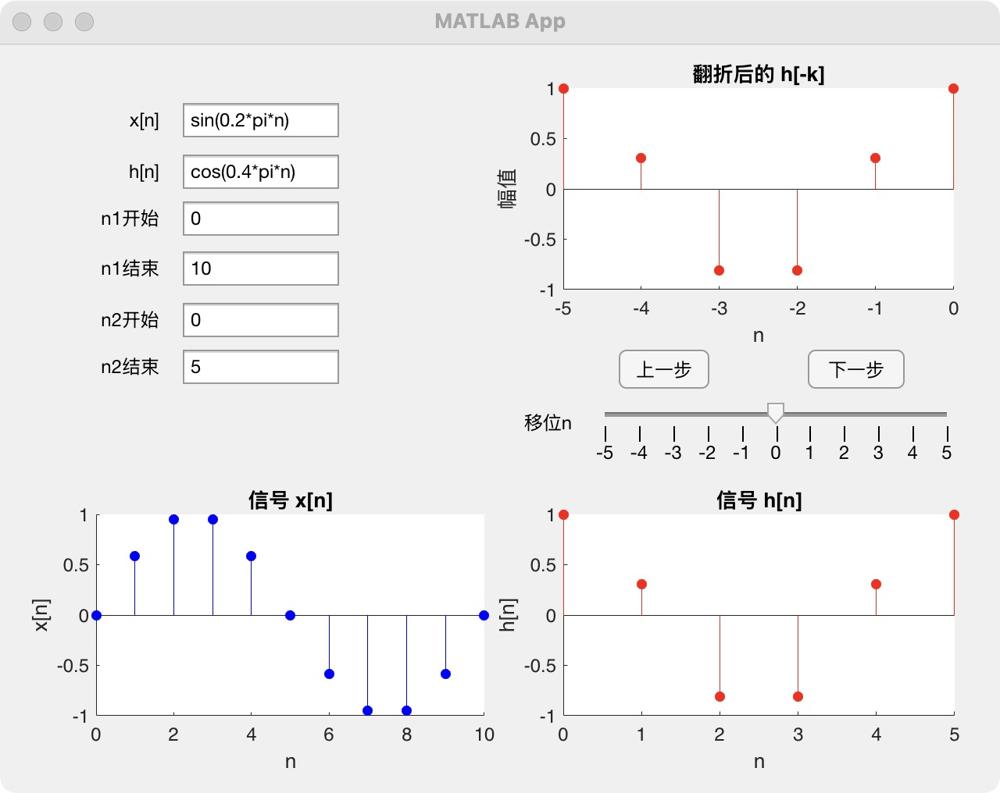 MATLAB App
x[n]
sin(0.2*pi*n)
h[n]
cos(0.4*pi*n)
n1开始
0
n1结束
10
n2开始
0
n2结束
5
翻折后的 h[-k]
1
0.5
0
-0.5
-1
幅值
-5 -4 -3 -2 -1 0
n
上一步
下一步
移位n
-5 -4 -3 -2 -1 0 1 2 3 4 5
信号 x[n]
1
0.5
0
-0.5
-1
x[n]
0 2 4 6 8 10
n
信号 h[n]
1
0.5
0
-0.5
-1
h[n]
0 1 2 3 4 5
n